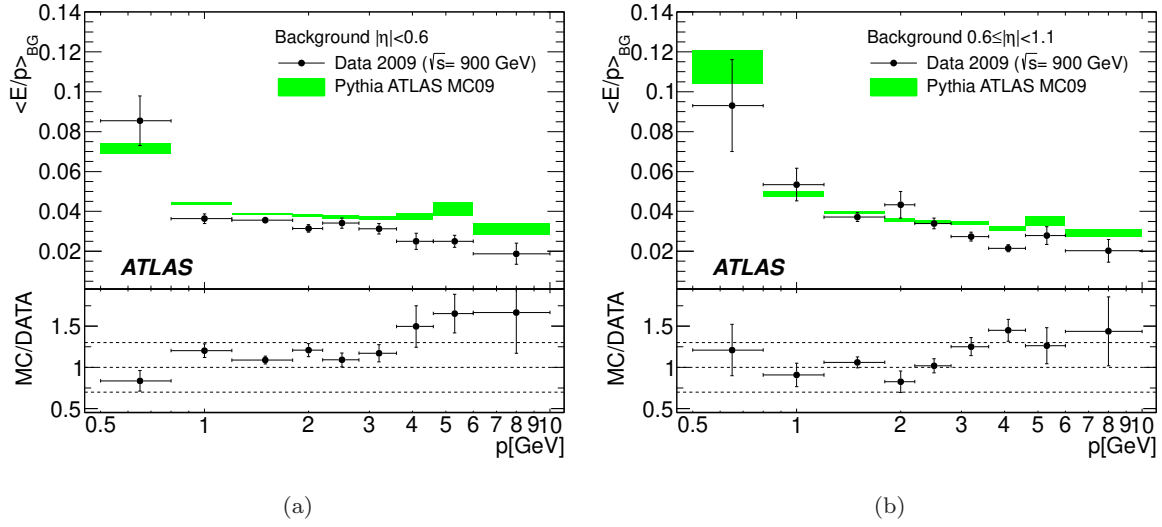 <E/p>BG
0.14
0.12
0.1
0.08
0.06
0.04
0.02
Background |η|<0.6
Data 2009 (√s= 900 GeV)
Pythia ATLAS MC09
ATLAS
MC/DATA
1.5
1
0.5
0.5 1 2 3 4 5 6 7 8 910
p[GeV]
(a)
<E/p>BG
0.14
0.12
0.1
0.08
0.06
0.04
0.02
Background 0.6≤|η|<1.1
Data 2009 (√s= 900 GeV)
Pythia ATLAS MC09
ATLAS
MC/DATA
1.5
1
0.5
0.5 1 2 3 4 5 6 7 8 910
p[GeV]
(b)